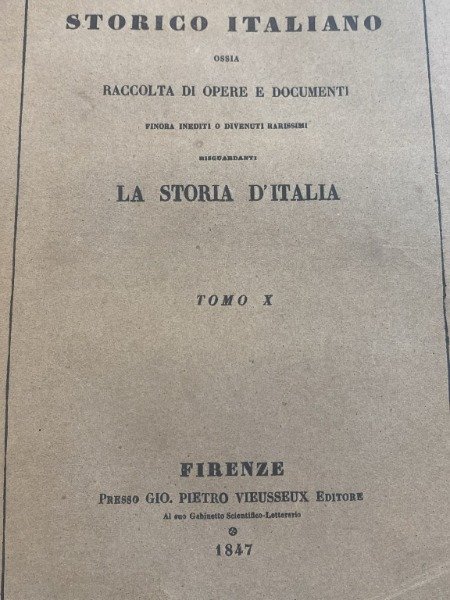 STORICO ITALIANO
OSSIA
RACCOLTA DI OPERE E DOCUMENTI
FINORA INEDITI O DIVENUTI RARISSIMI
RISGUARDANTI
LA STORIA D'ITALIA
TOMO X
FIRENZE
PRESSO GIO. PIETRO VIEUSSEUX EDITORE
Al suo Gabinetto Scientifico-Letterario
1847